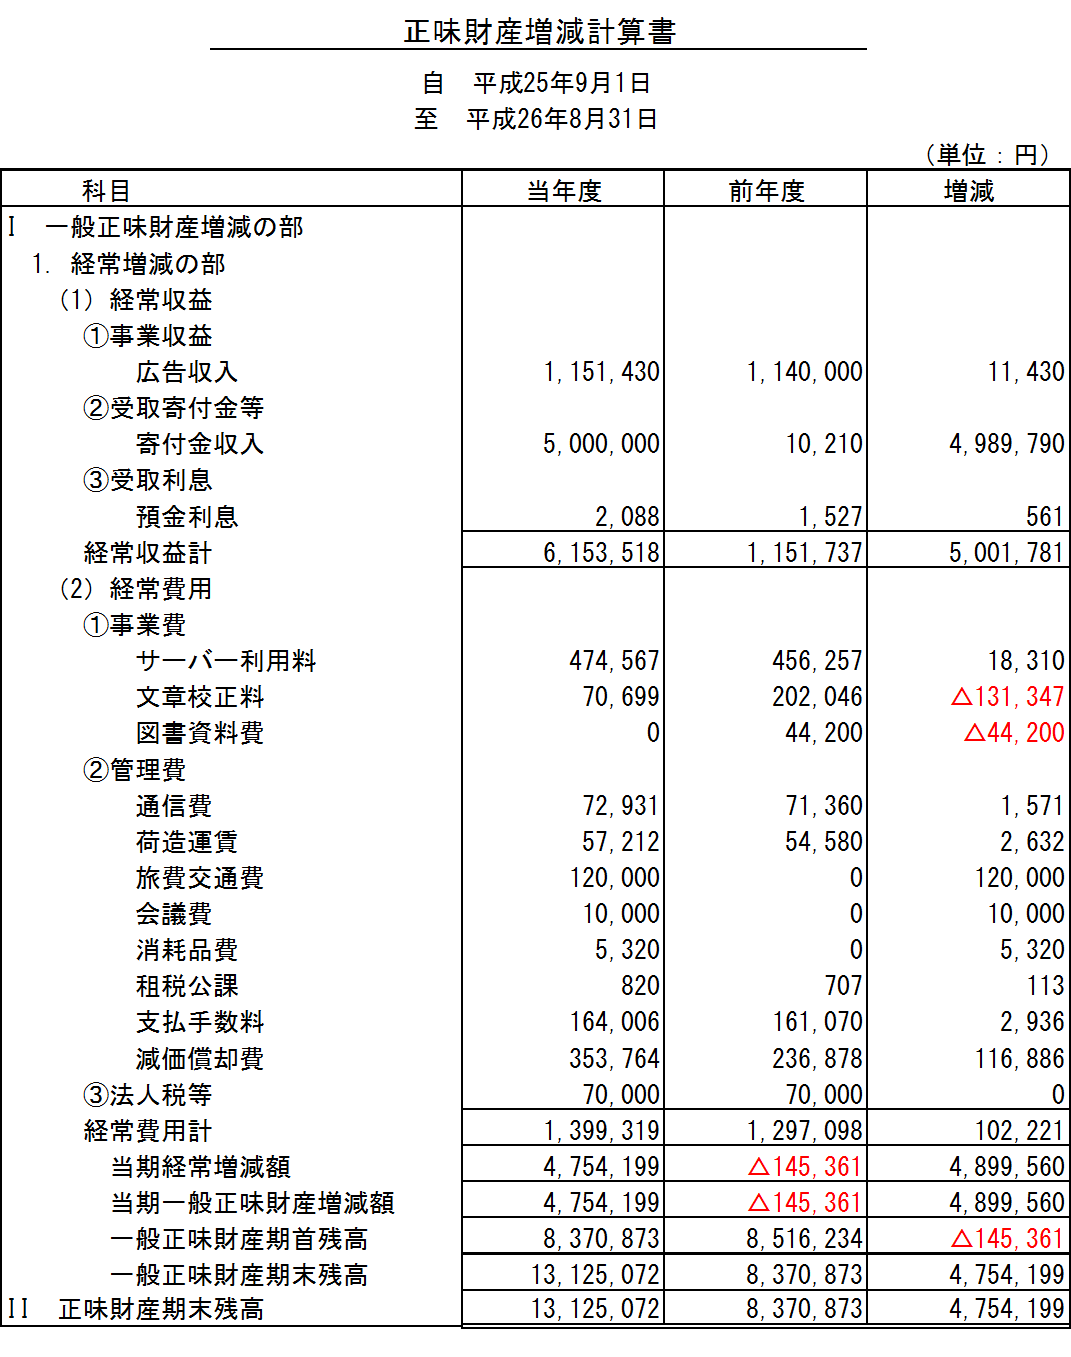 正味財産増減計算書
自　平成25年9月1日
至　平成26年8月31日
（単位：円）
科目 当年度 前年度 増減
Ⅰ　一般正味財産増減の部
1. 経常増減の部
(1) 経常収益
①事業収益
広告収入 1,151,430 1,140,000 11,430
②受取寄付金等
寄付金収入 5,000,000 10,210 4,989,790
③受取利息
預金利息 2,088 1,527 561
経常収益計 6,153,518 1,151,737 5,001,781
(2) 経常費用
①事業費
サーバー利用料 474,567 456,257 18,310
文章校正料 70,699 202,046 △131,347
図書資料費 0 44,200 △44,200
②管理費
通信費 72,931 71,360 1,571
荷造運賃 57,212 54,580 2,632
旅費交通費 120,000 0 120,000
会議費 10,000 0 10,000
消耗品費 5,320 0 5,320
租税公課 820 707 113
支払手数料 164,006 161,070 2,936
減価償却費 353,764 236,878 116,886
③法人税等 70,000 70,000 0
経常費用計 1,399,319 1,297,098 102,221
当期経常増減額 4,754,199 △145,361 4,899,560
当期一般正味財産増減額 4,754,199 △145,361 4,899,560
一般正味財産期首残高 8,370,873 8,516,234 △145,361
一般正味財産期末残高 13,125,072 8,370,873 4,754,199
II　正味財産期末残高 13,125,072 8,370,873 4,754,199